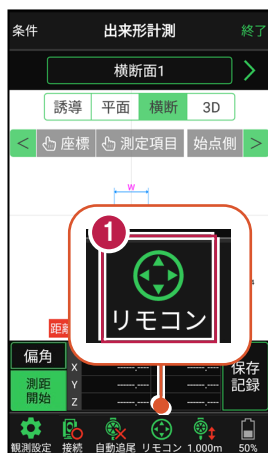 条件 出来形計測 終了
横断面1 >
誘導 平面 横断 3D
< 座標 測定項目 始点側 >
W
1
リモコン
距離
偏角
測距
開始
X ----.--- ----.---
Y ----.--- ----.---
Z ----.--- ----.---
保存
記録
観測設定 接続 自動追尾 リモコン 1.000m 50%